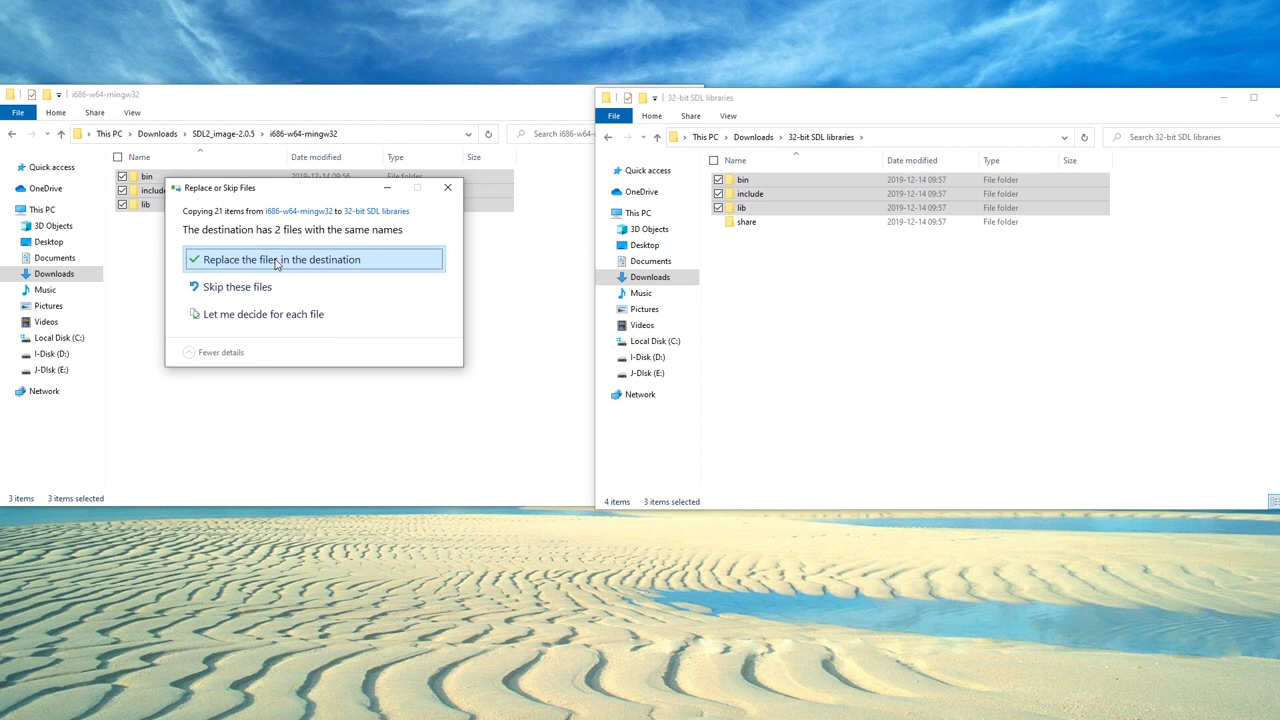 i686-w64-mingw32
File Home Share View
This PC > Downloads > SDL2_image-2.0.5 > i686-w64-mingw32
Search i686-w64-
Name Date modified Type Size
Quick access
OneDrive
This PC
3D Objects
Desktop
Documents
Downloads
Music
Pictures
Videos
Local Disk (C:)
I-Disk (D:)
J-DIsk (E:)
Network
bin 2019-12-14 09:56 File folder
include
lib
3 items 3 items selected
Replace or Skip Files
Copying 21 items from i686-w64-mingw32 to 32-bit SDL libraries
The destination has 2 files with the same names
Replace the files in the destination
Skip these files
Let me decide for each file
Fewer details
32-bit SDL libraries
File Home Share View
This PC > Downloads > 32-bit SDL libraries >
Search 32-bit SDL libraries
Name Date modified Type Size
Quick access
OneDrive
This PC
3D Objects
Desktop
Documents
Downloads
Music
Pictures
Videos
Local Disk (C:)
I-Disk (D:)
J-DIsk (E:)
Network
bin 2019-12-14 09:57 File folder
include 2019-12-14 09:57 File folder
lib 2019-12-14 09:57 File folder
share 2019-12-14 09:57 File folder
4 items 3 items selected